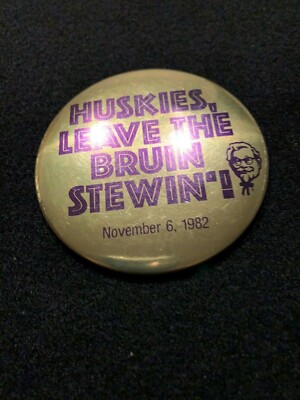 HUSKIES,
LEAVE THE
BRUIN
STEWIN'!
November 6, 1982